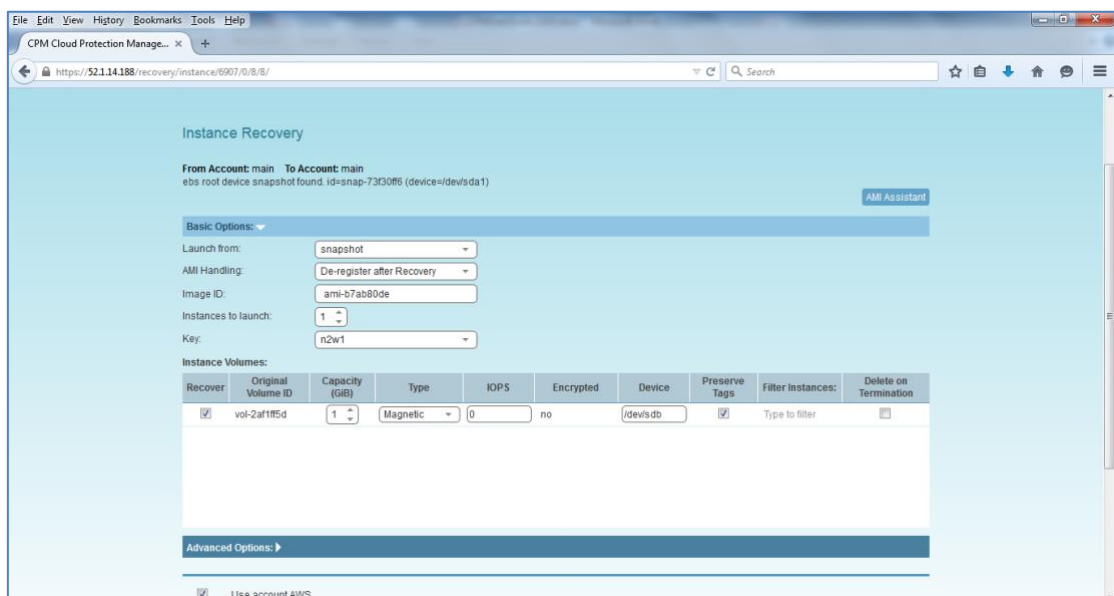 File Edit View History Bookmarks Tools Help
CPM Cloud Protection Manage... × +
https://52.1.14.188/recovery/instance/6907/0/8/8/ Search
Instance Recovery
From Account: main To Account: main
ebs root device snapshot found. id=snap-73f30ff6 (device=/dev/sda1)
AMI Assistant
Basic Options:
Launch from: snapshot
AMI Handling: De-register after Recovery
Image ID: ami-b7ab80de
Instances to launch: 1
Key: n2w1
Instance Volumes:
Recover Original Volume ID Capacity (GiB) Type IOPS Encrypted Device Preserve Tags Filter Instances: Delete on Termination
vol-2af1ff5d 1 Magnetic 0 no /dev/sdb Type to filter
Advanced Options:
Use account AWS